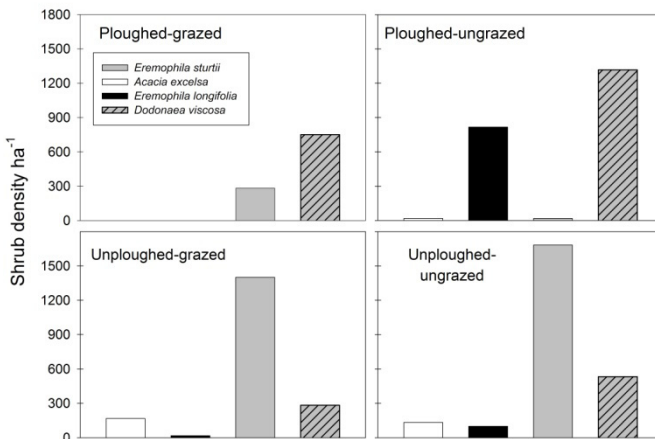 1800
1500
1200
900
600
300
0
Ploughed-grazed
Eremophila sturtii
Acacia excelsa
Eremophila longifolia
Dodonaea viscosa
Ploughed-ungrazed
Shrub density ha-1
1500
1200
900
600
300
0
Unploughed-grazed
Unploughed-
ungrazed